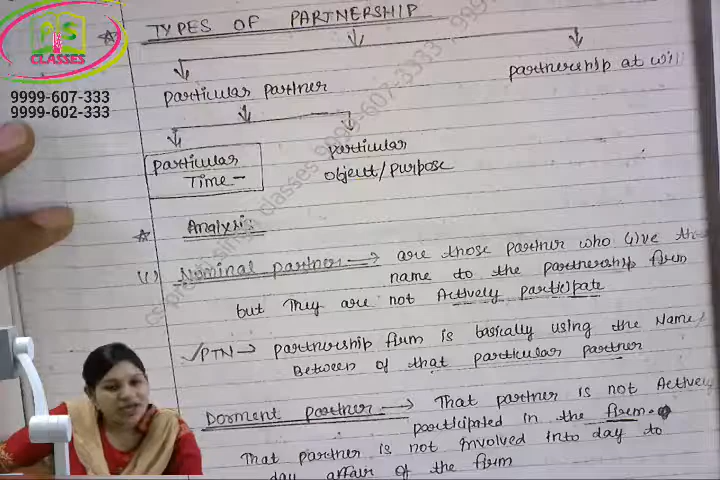 TYPES OF PARTNERSHIP
CLASSES
9999-607-333
9999-602-333
particular partner
partnership at will
particular Time-
particular object/purpose
Analysis:
(1) Nominal partner → are those partner who Give their
name to the partnership firm
but They are not Actively participate
PTN → partnership firm is basically using the Name/
Between of that particular partner
Dorment partner → That partner is not Actively
participated in the firm.
That partner is not involved into day to
day affair of the firm